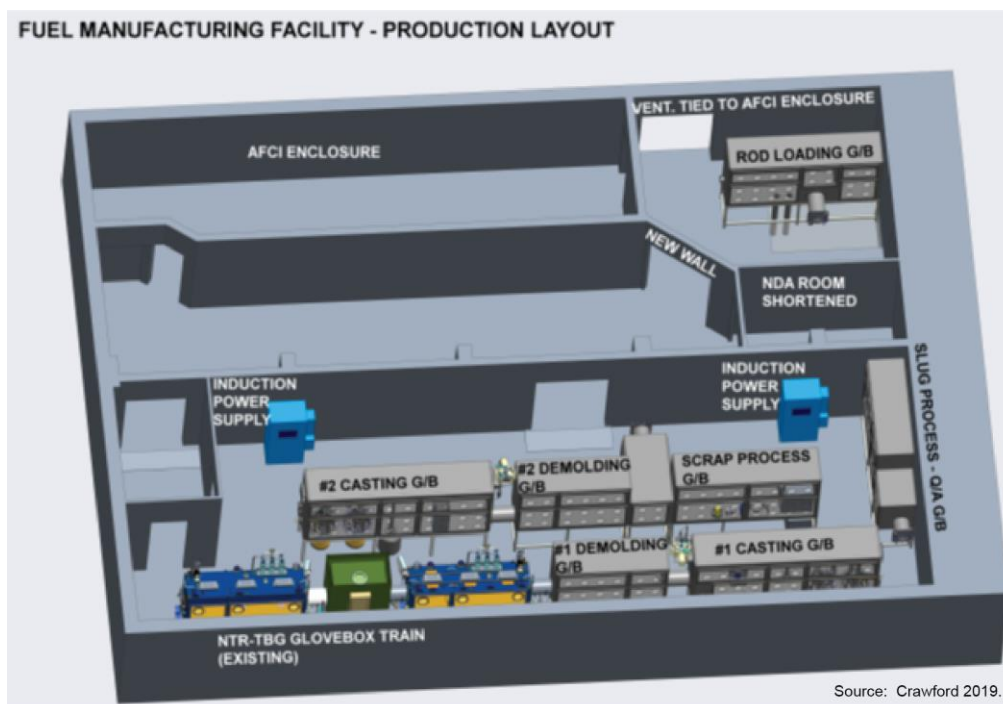 FUEL MANUFACTURING FACILITY - PRODUCTION LAYOUT
VENT. TIED TO AFCI ENCLOSURE
AFCI ENCLOSURE
ROD LOADING G/B
NEW WALL
NDA ROOM
SHORTENED
INDUCTION
POWER
SUPPLY
INDUCTION
POWER
SUPPLY
SLUG PROCESS - Q/A G/B
#2 CASTING G/B
#2 DEMOLDING
G/B
SCRAP PROCESS
G/B
#1 DEMOLDING
G/B
#1 CASTING G/B
NTR-TBG GLOVEBOX TRAIN
(EXISTING)
Source: Crawford 2019.